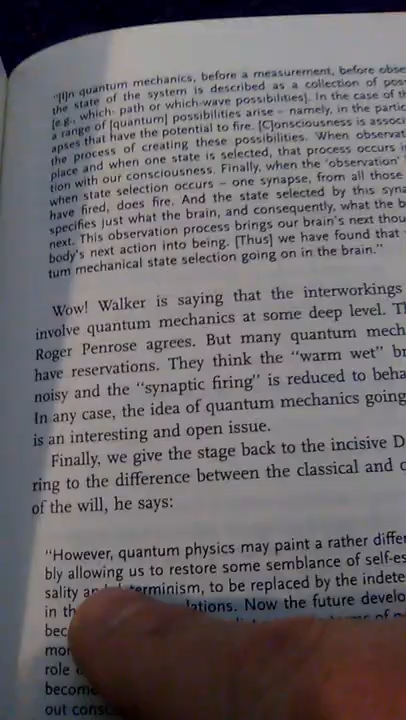 "[I]n quantum mechanics, before a measurement, before obse
the state of the system is described as a collection of pos
[e.g., which- path or which-wave possibilities]. In the case of th
a range of [quantum] possibilities arise – namely, in the partic
apses that have the potential to fire. [C]onsciousness is associ
the process of creating these possibilities. When observat
place and when one state is selected, that process occurs i
tion with our consciousness. Finally, when the 'observation'
when state selection occurs – one synapse, from all those
have fired, does fire. And the state selected by this syna
specifies just what the brain, and consequently, what the b
next. This observation process brings our brain's next thou
body's next action into being. [Thus] we have found that
tum mechanical state selection going on in the brain."
Wow! Walker is saying that the interworkings
involve quantum mechanics at some deep level. Th
Roger Penrose agrees. But many quantum mech
have reservations. They think the "warm wet" br
noisy and the "synaptic firing" is reduced to beha
In any case, the idea of quantum mechanics going
is an interesting and open issue.
Finally, we give the stage back to the incisive D
ring to the difference between the classical and q
of the will, he says:
"However, quantum physics may paint a rather differ
bly allowing us to restore some semblance of self-es
sality an terminism, to be replaced by the indete
in th lations. Now the future develo
bec
mor
role
become
out cons